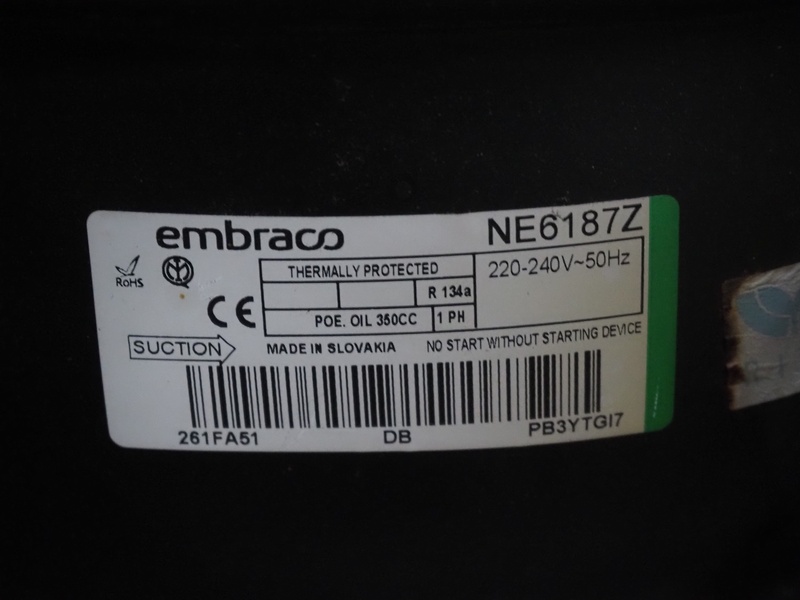 embraco
NE6187Z
RoHS
THERMALLY PROTECTED
220-240V~50Hz
R 134a
CE
POE. OIL 350CC
1 PH
SUCTION
MADE IN SLOVAKIA
NO START WITHOUT STARTING DEVICE
261FA51
DB
PB3YTGI7